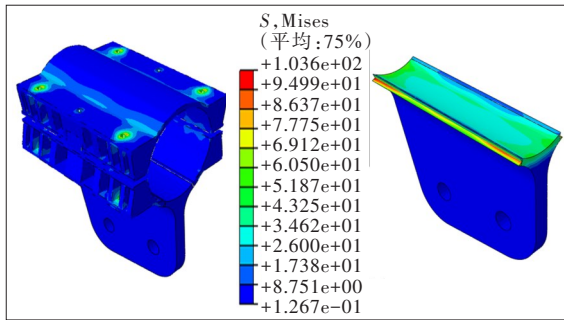 S, Mises
(平均:75%)
+1.036e+02
+9.499e+01
+8.637e+01
+7.775e+01
+6.912e+01
+6.050e+01
+5.187e+01
+4.325e+01
+3.462e+01
+2.600e+01
+1.738e+01
+8.751e+00
+1.267e-01